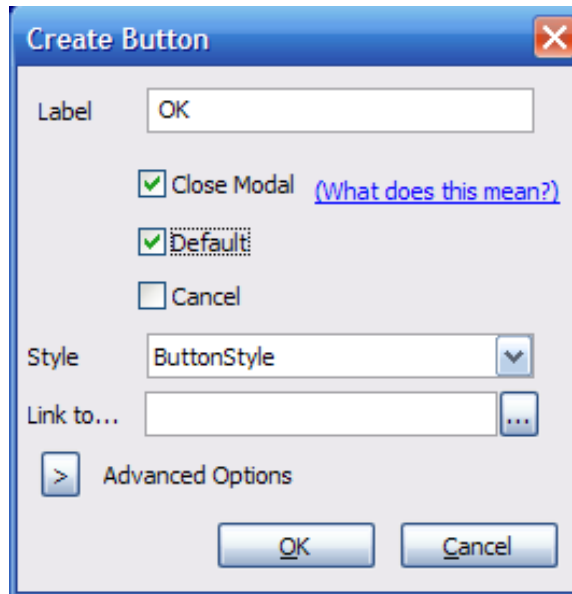 Create Button
Label OK
Close Modal (What does this mean?)
Default
Cancel
Style ButtonStyle
Link to... ...
> Advanced Options
OK Cancel